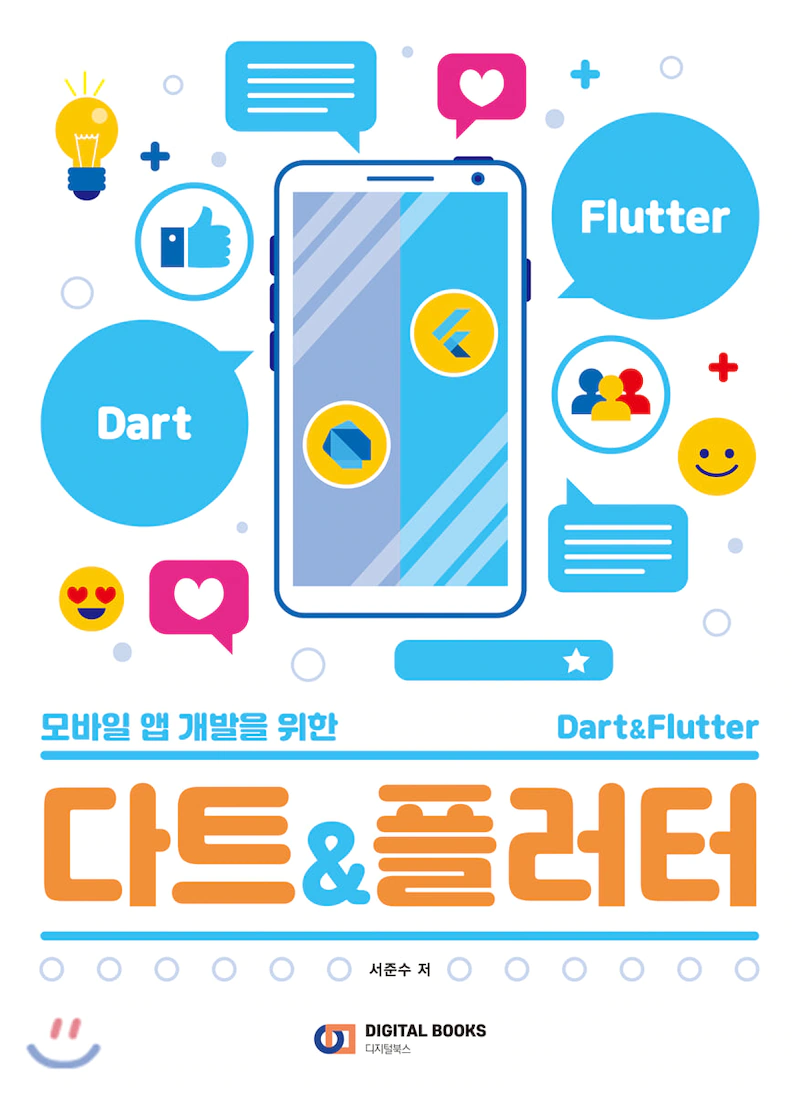 Flutter
Dart
모바일 앱 개발을 위한
Dart&Flutter
다트&플러터
서준수 저
DIGITAL BOOKS
디지털북스